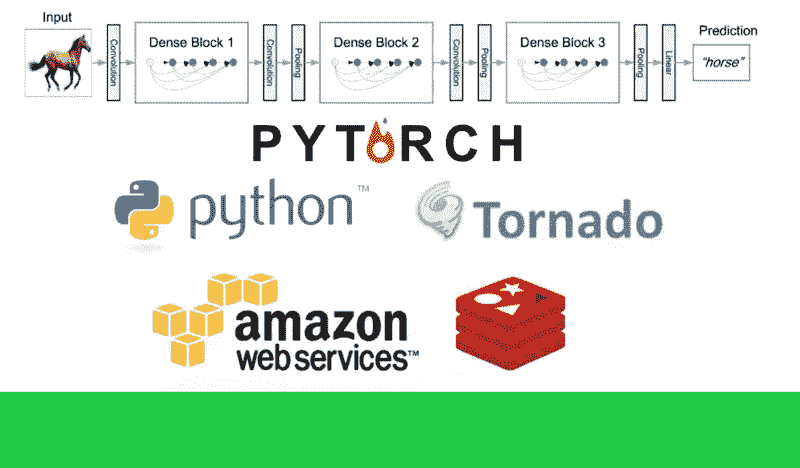 Input
Prediction
Convolution
Dense Block 1
Convolution
Pooling
Dense Block 2
Convolution
Pooling
Dense Block 3
Pooling
Linear
"horse"
PYTORCH
python™
Tornado
amazon
web services™